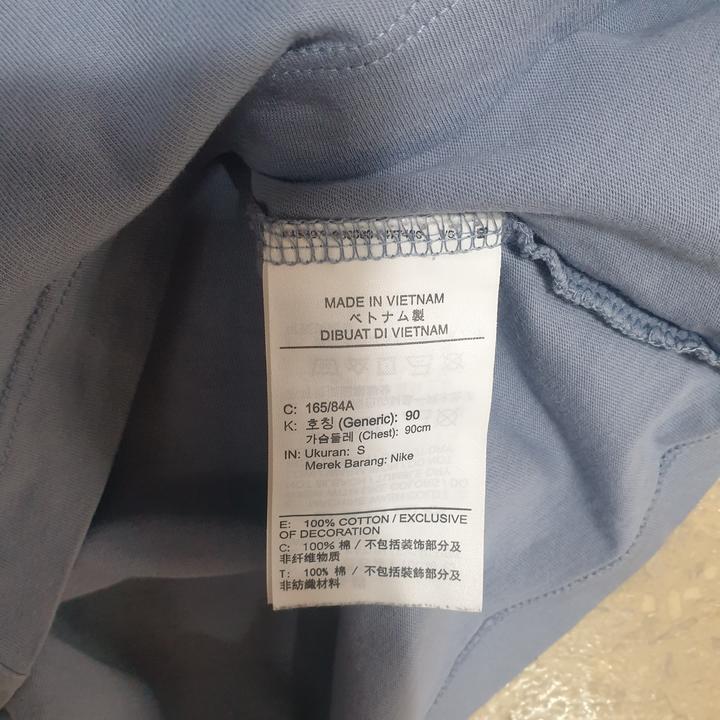 MADE IN VIETNAM
ベトナム製
DIBUAT DI VIETNAM
C: 165/84A
K: 호칭 (Generic): 90
가슴둘레 (Chest): 90cm
IN: Ukuran: S
Merek Barang: Nike
E: 100% COTTON / EXCLUSIVE
OF DECORATION
C: 100% 棉 / 不包括装饰部分及
非纤维物质
T: 100% 棉 / 不包括裝飾部分及
非紡織材料